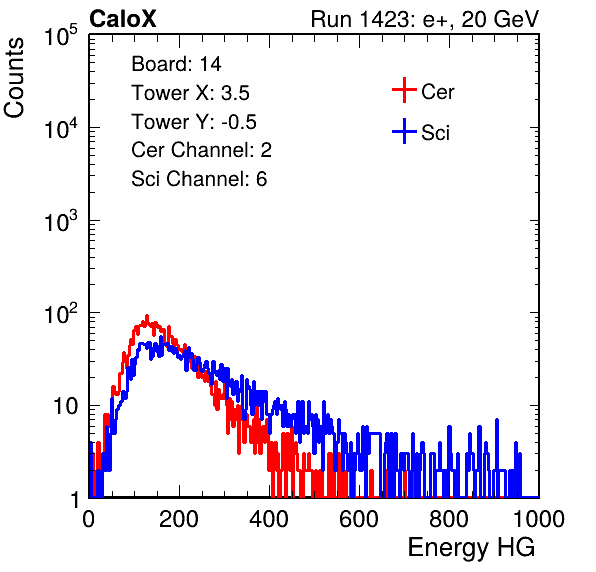 CaloX Run 1423: e+, 20 GeV
Counts
10^5
10^4
10^3
10^2
10
1
Board: 14
Tower X: 3.5
Tower Y: -0.5
Cer Channel: 2
Sci Channel: 6
Cer
Sci
0 200 400 600 800 1000
Energy HG